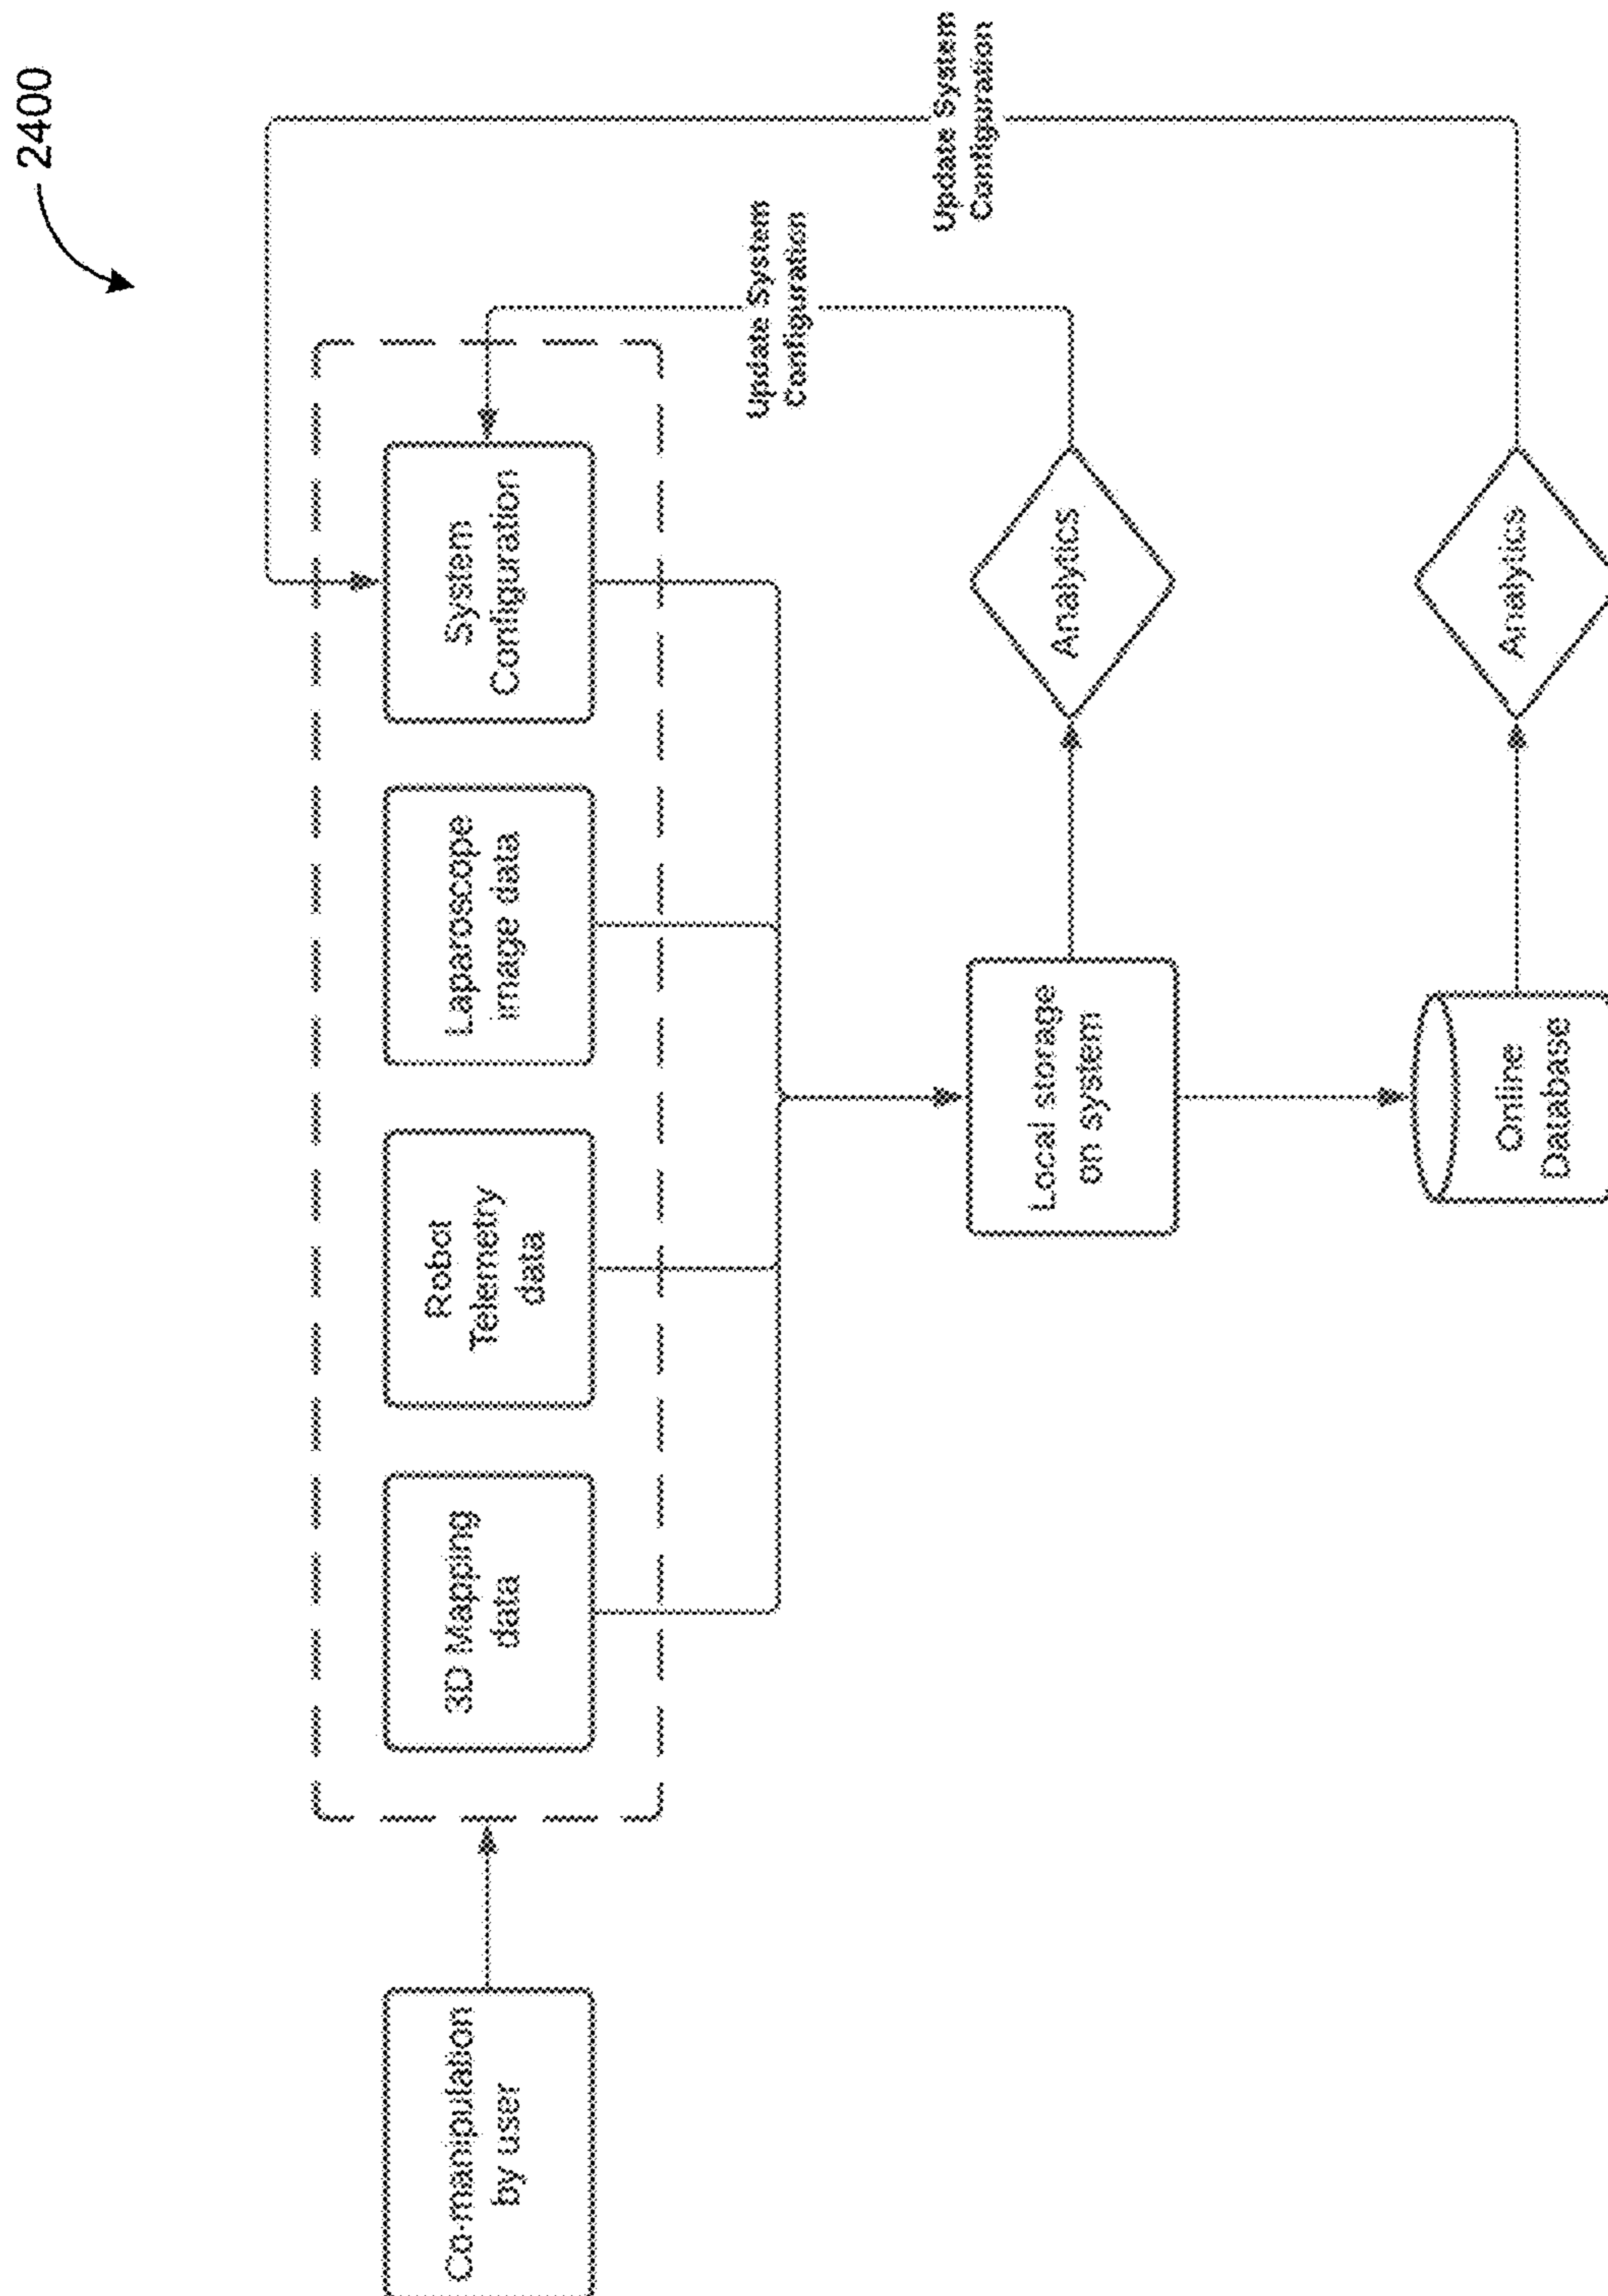 2400
Co-manipulation
by user
3D Mapping
data
Robot
Telemetry
data
Laparoscope
image data
System
Configuration
Update System
Configuration
Update System
Configuration
Local storage
on system
Analytics
Online
Database
Analytics